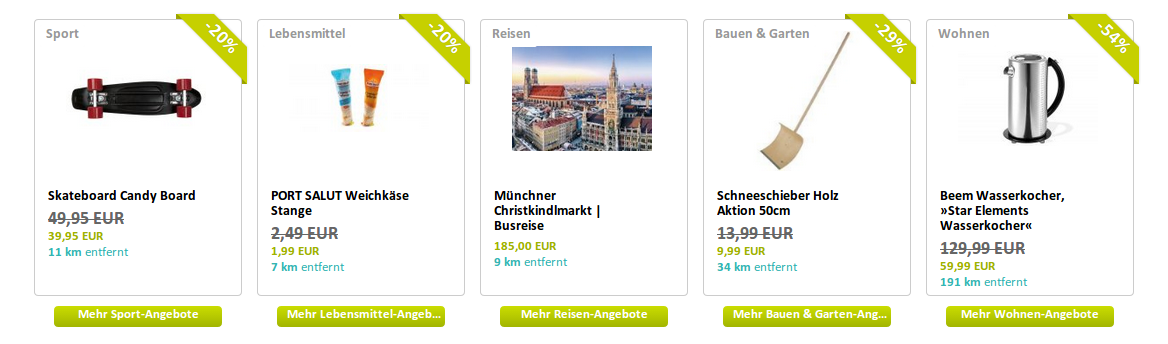 Sport
-20%
Skateboard Candy Board
49,95 EUR
39,95 EUR
11 km entfernt
Mehr Sport-Angebote
Lebensmittel
-20%
PORT SALUT Weichkäse
Stange
2,49 EUR
1,99 EUR
7 km entfernt
Mehr Lebensmittel-Angeb...
Reisen
Münchner
Christkindlmarkt |
Busreise
185,00 EUR
9 km entfernt
Mehr Reisen-Angebote
Bauen & Garten
-29%
Schneeschieber Holz
Aktion 50cm
13,99 EUR
9,99 EUR
34 km entfernt
Mehr Bauen & Garten-Ang...
Wohnen
-54%
Beem Wasserkocher,
»Star Elements
Wasserkocher«
129,99 EUR
59,99 EUR
191 km entfernt
Mehr Wohnen-Angebote